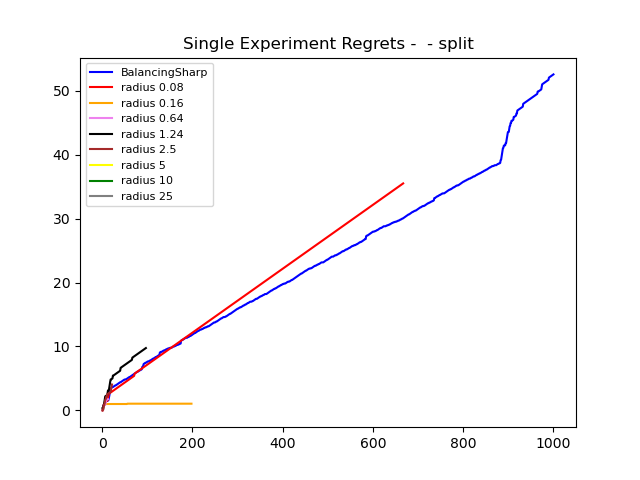 Single Experiment Regrets -  - split
BalancingSharp
radius 0.08
radius 0.16
radius 0.64
radius 1.24
radius 2.5
radius 5
radius 10
radius 25
50
40
30
20
10
0
0 200 400 600 800 1000